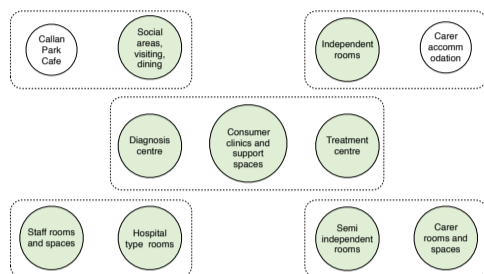 Callan
Park
Cafe
Social
areas,
visiting,
dining
Independent
rooms
Carer
accomm
odation
Diagnosis
centre
Consumer
clinics and
support
spaces
Treatment
centre
Staff rooms
and spaces
Hospital
type rooms
Semi
independent
rooms
Carer
rooms and
spaces